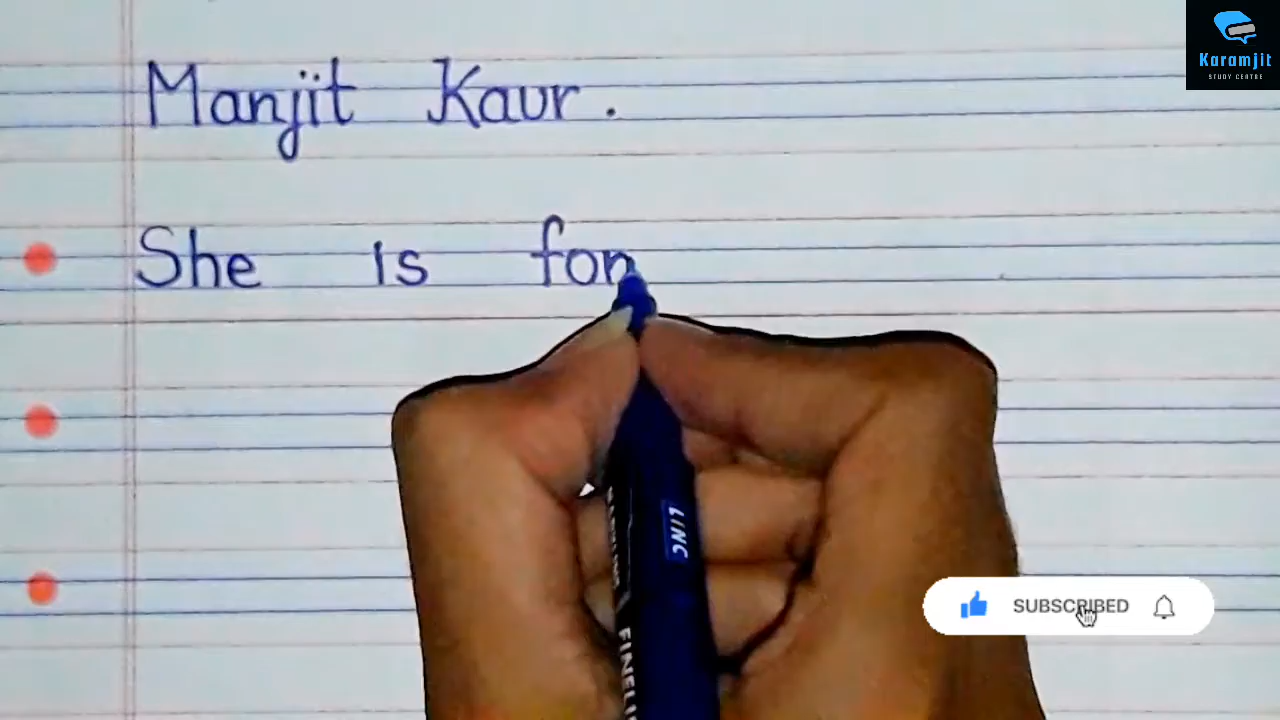 Karamjit
STUDY CENTRE
Manjit Kaur.
She is fon
LINC
SUBSCRIBED